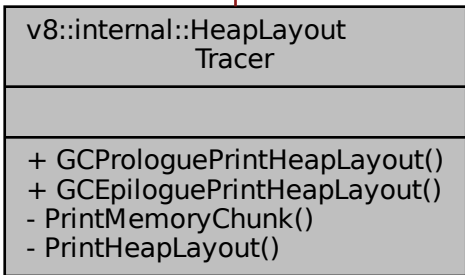 v8::internal::HeapLayout
Tracer
+ GCProloguePrintHeapLayout()
+ GCEpiloguePrintHeapLayout()
- PrintMemoryChunk()
- PrintHeapLayout()